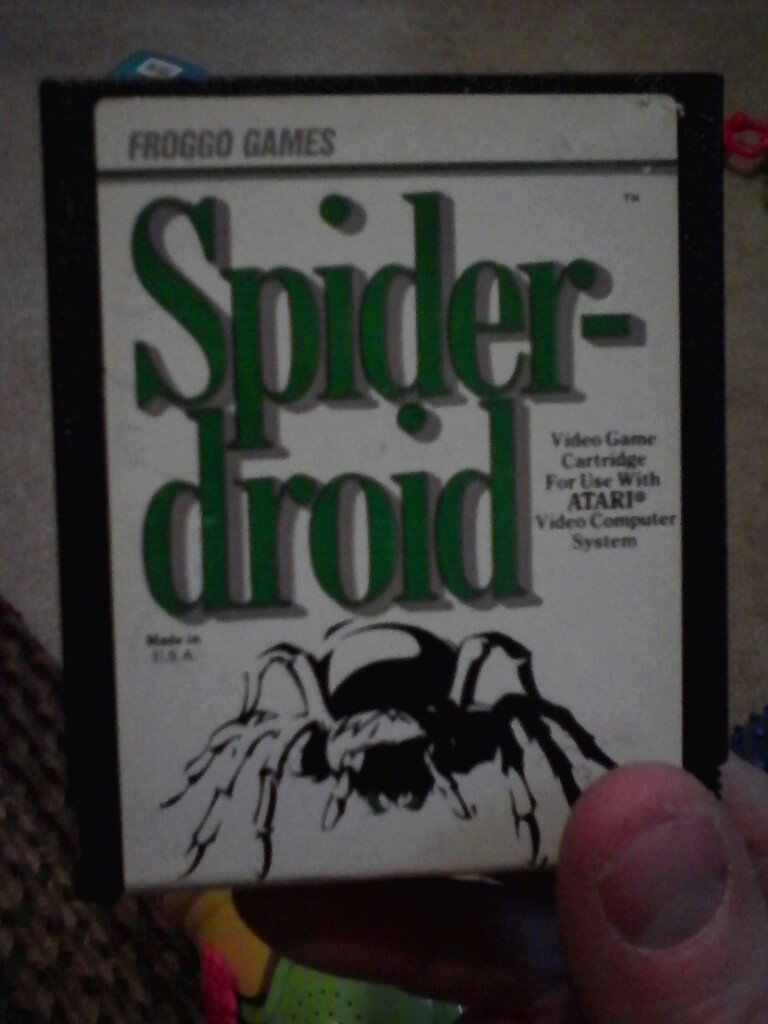 FROGGO GAMES
TM
Spider-
droid
Video Game
Cartridge
For Use With
ATARI®
Video Computer
System
Made in
U.S.A.